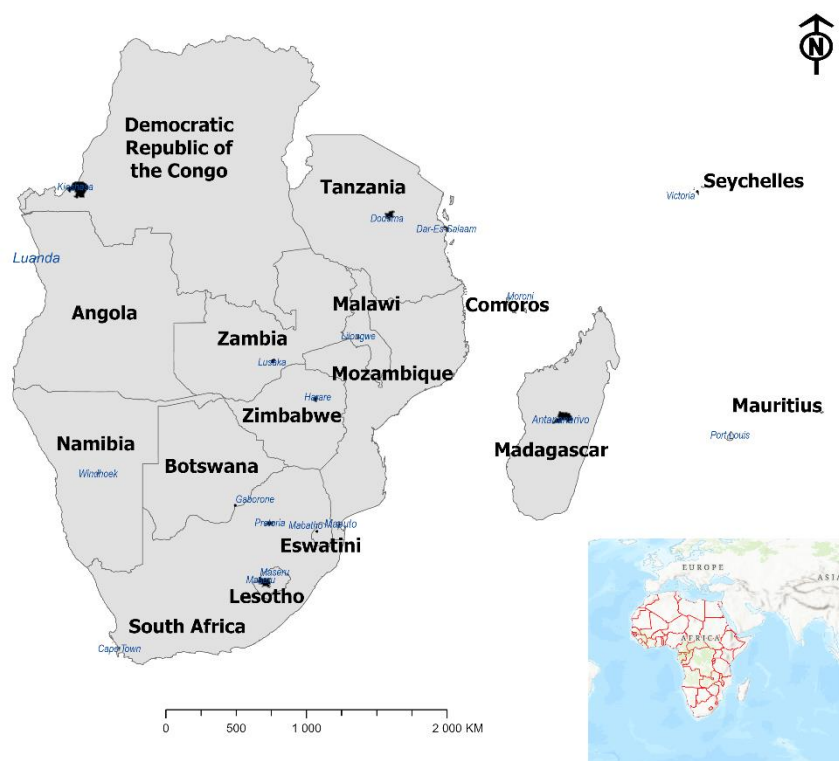 N
Democratic
Republic of
the Congo
Kinshasa
Tanzania
Seychelles
Victoria
Dodoma
Dar-Es-Salaam
Luanda
Angola
Malawi
Comoros
Moroni
Zambia
Lilongwe
Lusaka
Mozambique
Harare
Zimbabwe
Mauritius
Antananarivo
Port Louis
Namibia
Madagascar
Botswana
Windhoek
Gaborone
Pretoria
Maputo
Eswatini
Maseru
Lesotho
South Africa
Cape Town
0 500 1 000 2 000 KM
EUROPE
ASIA
AFRICA